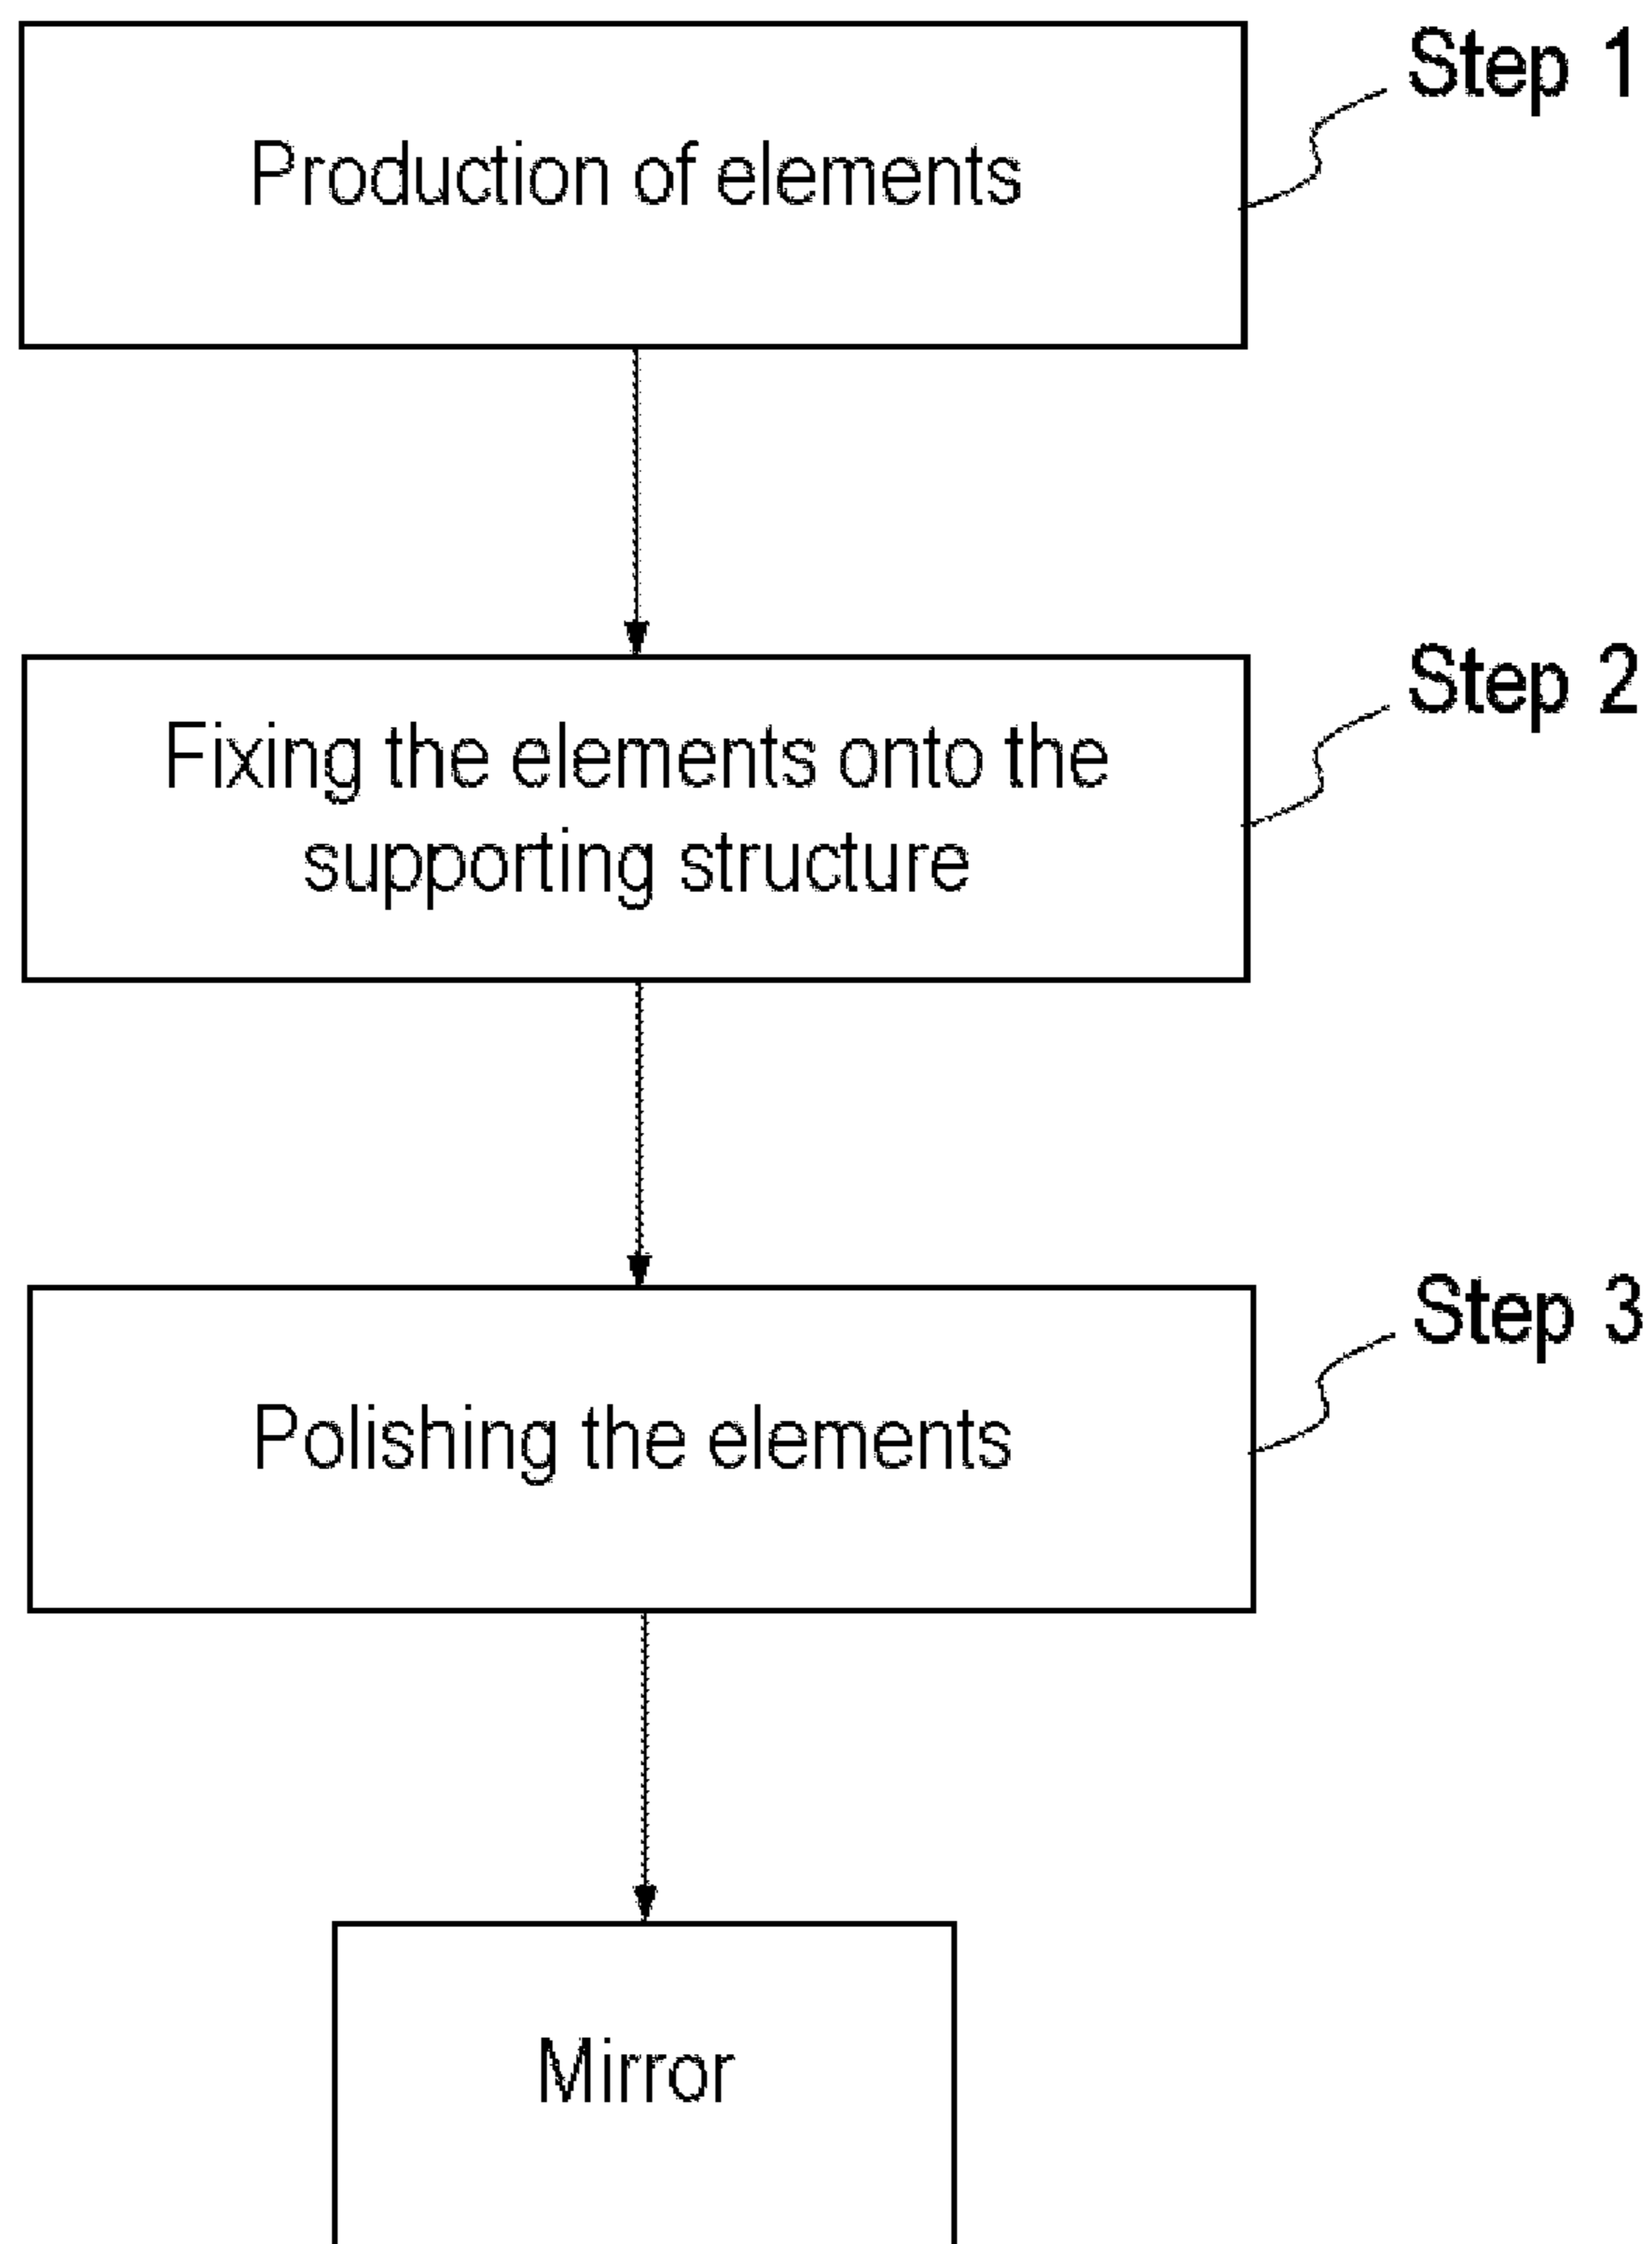 Step 1
Production of elements
Step 2
Fixing the elements onto the
supporting structure
Step 3
Polishing the elements
Mirror